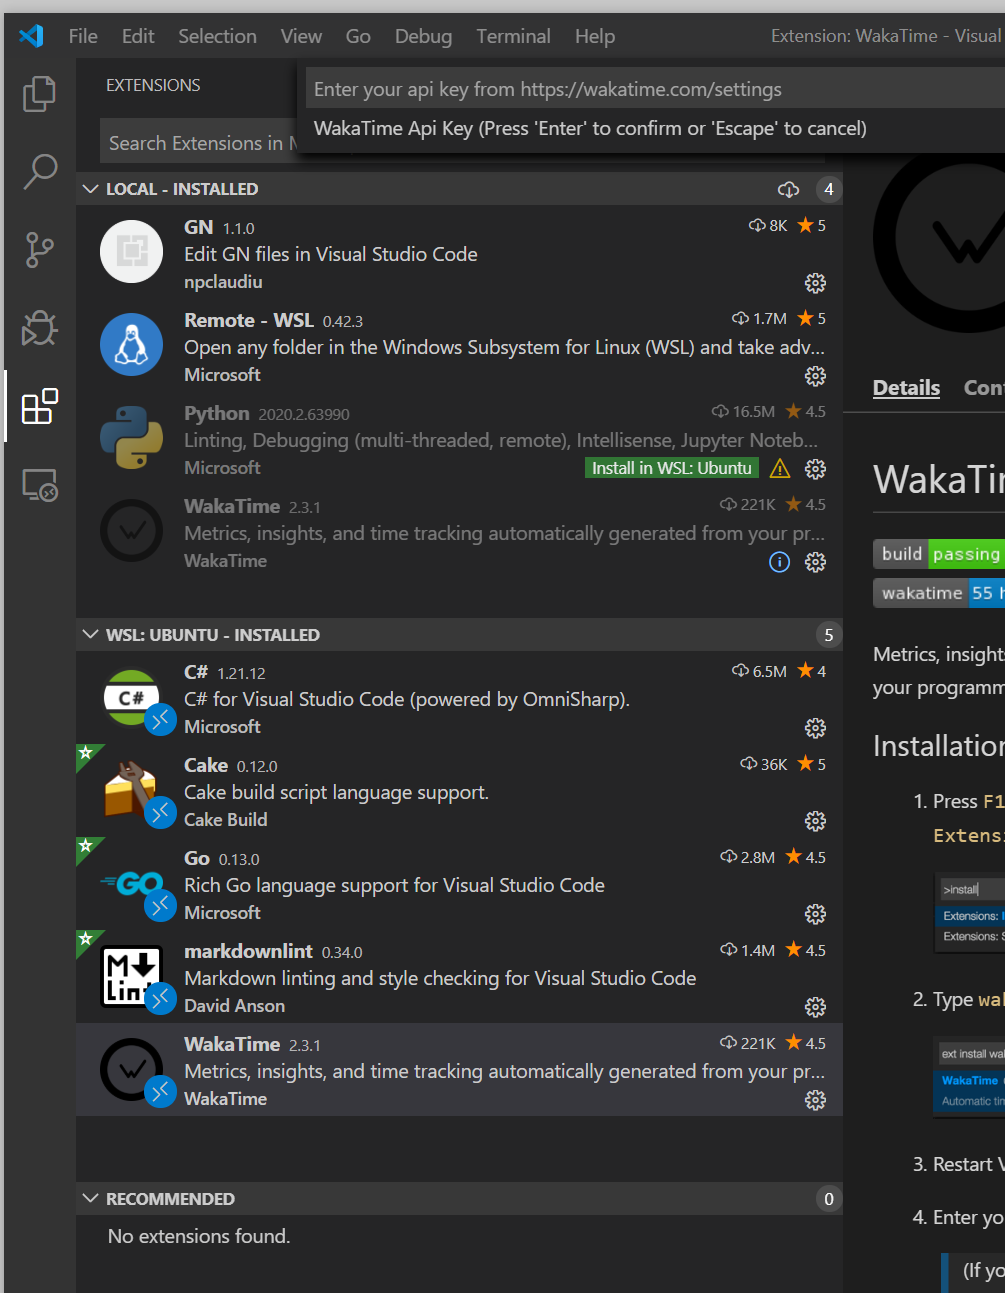 File Edit Selection View Go Debug Terminal Help Extension: WakaTime - Visual
EXTENSIONS
Enter your api key from https://wakatime.com/settings
WakaTime Api Key (Press 'Enter' to confirm or 'Escape' to cancel)
Search Extensions in
LOCAL - INSTALLED 4
GN 1.1.0 8K 5
Edit GN files in Visual Studio Code
npclaudiu
Remote - WSL 0.42.3 1.7M 5
Open any folder in the Windows Subsystem for Linux (WSL) and take adv...
Microsoft
Python 2020.2.63990 16.5M 4.5
Linting, Debugging (multi-threaded, remote), Intellisense, Jupyter Noteb...
Microsoft Install in WSL: Ubuntu
WakaTime 2.3.1 221K 4.5
Metrics, insights, and time tracking automatically generated from your pr...
WakaTime
WSL: UBUNTU - INSTALLED 5
C# 1.21.12 6.5M 4
C#
C# for Visual Studio Code (powered by OmniSharp).
Microsoft
Cake 0.12.0 36K 5
Cake build script language support.
Cake Build
Go 0.13.0 2.8M 4.5
GO
Rich Go language support for Visual Studio Code
Microsoft
markdownlint 0.34.0 1.4M 4.5
M
Lint
Markdown linting and style checking for Visual Studio Code
David Anson
WakaTime 2.3.1 221K 4.5
Metrics, insights, and time tracking automatically generated from your pr...
WakaTime
RECOMMENDED 0
No extensions found.
Details
WakaTi
build passing
wakatime 55
Metrics, insights
your programm
Installation
1. Press F1
Extens
>install
Extensions:
Extensions:
2. Type wa
ext install wa
WakaTime
Automatic ti
3. Restart
4. Enter yo
(If yo